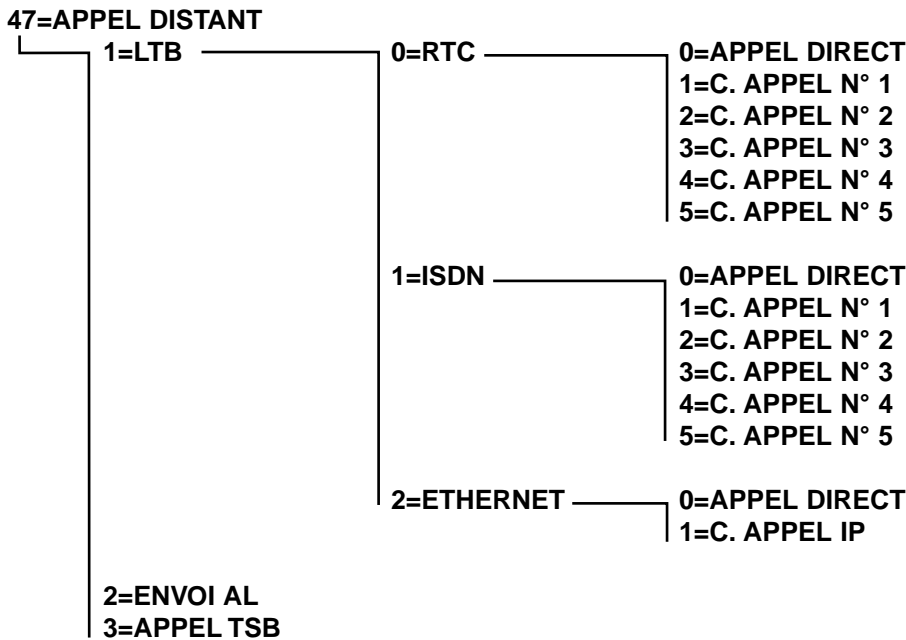 47=APPEL DISTANT
1=LTB 0=RTC 0=APPEL DIRECT
1=C. APPEL N° 1
2=C. APPEL N° 2
3=C. APPEL N° 3
4=C. APPEL N° 4
5=C. APPEL N° 5
1=ISDN 0=APPEL DIRECT
1=C. APPEL N° 1
2=C. APPEL N° 2
3=C. APPEL N° 3
4=C. APPEL N° 4
5=C. APPEL N° 5
2=ETHERNET 0=APPEL DIRECT
1=C. APPEL IP
2=ENVOI AL
3=APPEL TSB